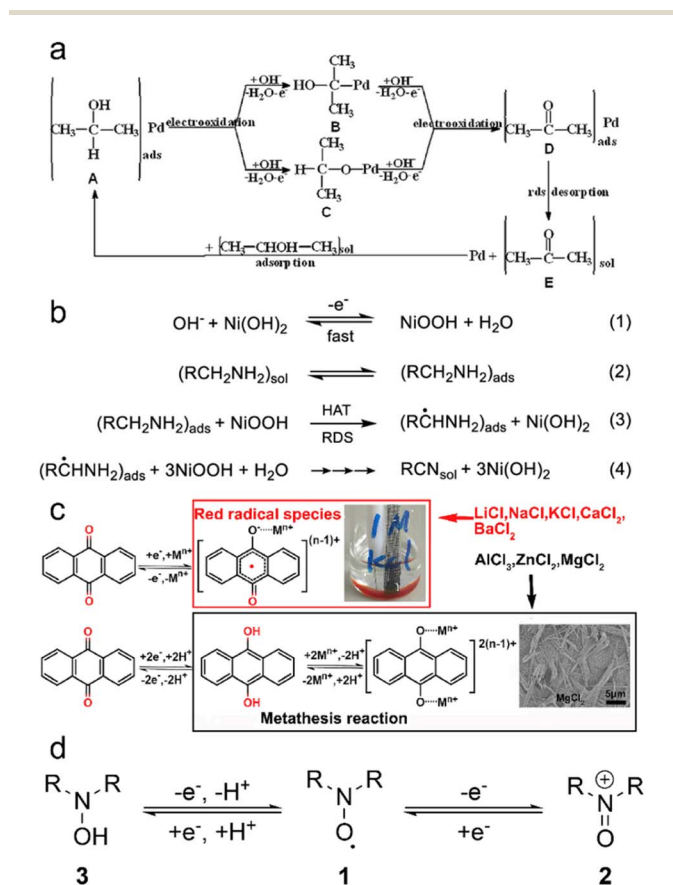 a
OH
CH₃
CH₃
+OH⁻
-H₂O-e⁻
HO-C-Pd
+OH⁻
-H₂O-e⁻
CH₃
B
CH₃-C-CH₃
H
A
Pd
ads
electrooxidation
electrooxidation
O
CH₃-C-CH₃
D
Pd
ads
+OH⁻
-H₂O-e⁻
CH₃
H-C-O-Pd
CH₃
C
+OH⁻
-H₂O-e⁻
rds desorption
+ (CH₃-CHOH-CH₃)sol
adsorption
O
Pd + CH₃-C-CH₃ sol
E
b
OH⁻ + Ni(OH)₂ -e⁻ ⇌ fast NiOOH + H₂O (1)
(RCH₂NH₂)sol ⇌ (RCH₂NH₂)ads (2)
(RCH₂NH₂)ads + NiOOH HAT → RDS (RĊHNH₂)ads + Ni(OH)₂ (3)
(RĊHNH₂)ads + 3NiOOH + H₂O →→→ RCNsol + 3Ni(OH)₂ (4)
c
Red radical species
LiCl,NaCl,KCl,CaCl₂,
BaCl₂
AlCl₃,ZnCl₂,MgCl₂
O
O
+e⁻,+Mⁿ⁺
-e⁻,-Mⁿ⁺
O⁻....Mⁿ⁺
O
(n-1)+
1M
KCl
O
O
+2e⁻,+2H⁺
-2e⁻,-2H⁺
OH
OH
+2Mⁿ⁺,-2H⁺
-2Mⁿ⁺,+2H⁺
O....Mⁿ⁺
O....Mⁿ⁺
2(n-1)+
MgCl₂
5μm
Metathesis reaction
d
R R
N
OH
3
-e⁻, -H⁺
+e⁻, +H⁺
R R
N
O·
1
-e⁻
+e⁻
R R
N⊕
O
2